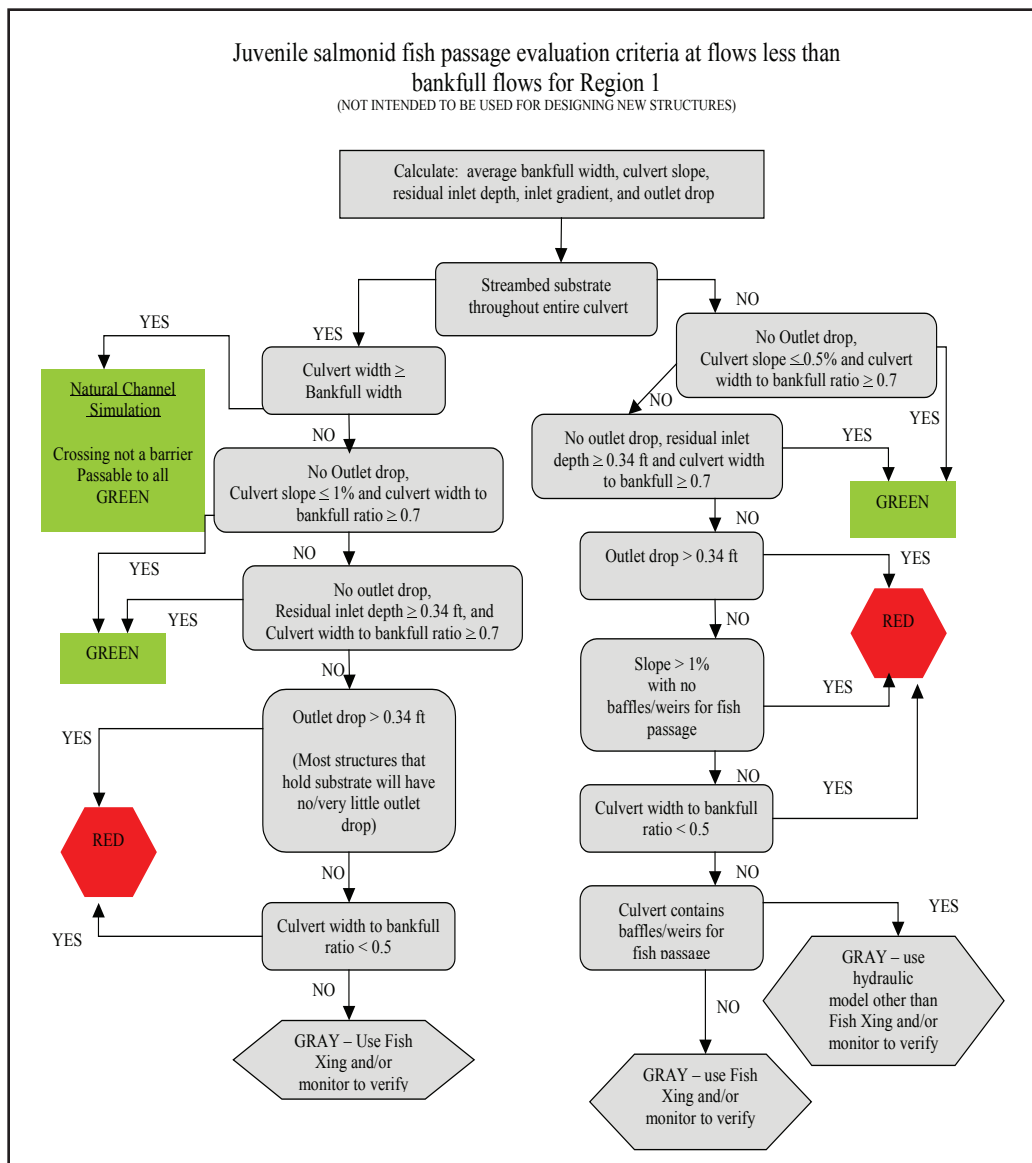 Juvenile salmonid fish passage evaluation criteria at flows less than
bankfull flows for Region 1
(NOT INTENDED TO BE USED FOR DESIGNING NEW STRUCTURES)
Calculate: average bankfull width, culvert slope,
residual inlet depth, inlet gradient, and outlet drop
Streambed substrate
throughout entire culvert
YES
NO
YES
Culvert width ≥
Bankfull width
No Outlet drop,
Culvert slope ≤ 0.5% and culvert
width to bankfull ratio ≥ 0.7
Natural Channel
Simulation
Crossing not a barrier
Passable to all
GREEN
NO
NO
YES
No Outlet drop,
Culvert slope ≤ 1% and culvert width to
bankfull ratio ≥ 0.7
No outlet drop, residual inlet
depth ≥ 0.34 ft and culvert width
to bankfull ≥ 0.7
YES
GREEN
NO
YES
NO
No outlet drop,
Residual inlet depth ≥ 0.34 ft, and
Culvert width to bankfull ratio ≥ 0.7
YES
GREEN
Outlet drop > 0.34 ft
YES
NO
RED
NO
Outlet drop > 0.34 ft
(Most structures that
hold substrate will have
no/very little outlet
drop)
YES
RED
Slope > 1%
with no
baffles/weirs for fish
passage
YES
NO
Culvert width to bankfull
ratio < 0.5
YES
NO
NO
Culvert width to bankfull
ratio < 0.5
YES
Culvert contains
baffles/weirs for
fish passage
YES
NO
NO
GRAY – Use Fish
Xing and/or
monitor to verify
GRAY – use
hydraulic
model other than
Fish Xing and/or
monitor to verify
GRAY – use Fish
Xing and/or
monitor to verify